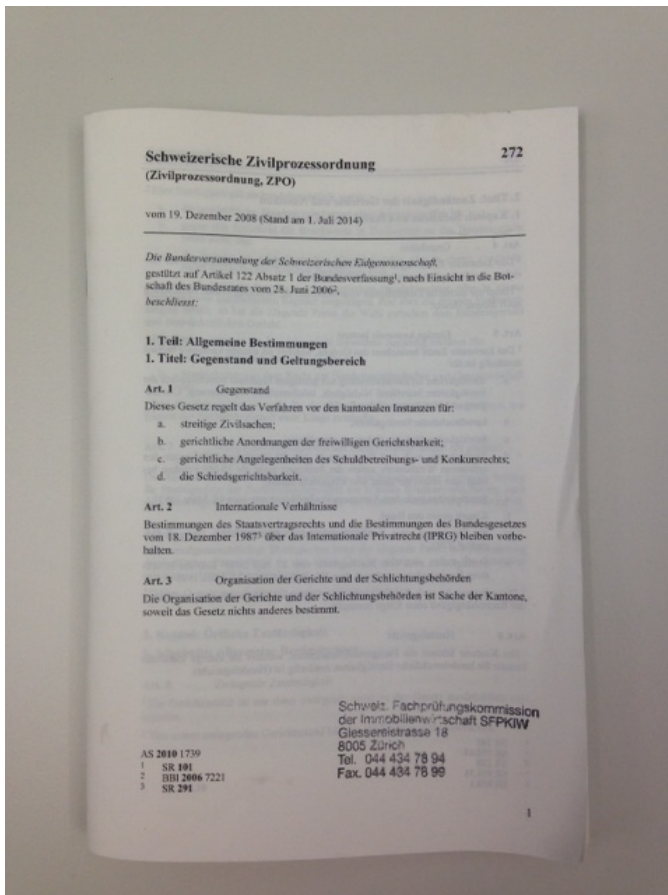 Schweizerische Zivilprozessordnung
272
(Zivilprozessordnung, ZPO)
vom 19. Dezember 2008 (Stand am 1. Juli 2014)
Die Bundesversammlung der Schweizerischen Eidgenossenschaft,
gestützt auf Artikel 122 Absatz 1 der Bundesverfassung¹, nach Einsicht in die Bot-
schaft des Bundesrates vom 28. Juni 2006²,
beschliesst:
1. Teil: Allgemeine Bestimmungen
1. Titel: Gegenstand und Geltungsbereich
Art. 1 Gegenstand
Dieses Gesetz regelt das Verfahren vor den kantonalen Instanzen für:
a. streitige Zivilsachen;
b. gerichtliche Anordnungen der freiwilligen Gerichtsbarkeit;
c. gerichtliche Angelegenheiten des Schuldbetreibungs- und Konkursrechts;
d. die Schiedsgerichtsbarkeit.
Art. 2 Internationale Verhältnisse
Bestimmungen des Staatsvertragsrechts und die Bestimmungen des Bundesgesetzes
vom 18. Dezember 1987³ über das Internationale Privatrecht (IPRG) bleiben vorbe-
halten.
Art. 3 Organisation der Gerichte und der Schlichtungsbehörden
Die Organisation der Gerichte und der Schlichtungsbehörden ist Sache der Kantone,
soweit das Gesetz nichts anderes bestimmt.
Schweiz. Fachprüfungskommission
der Immobilienwirtschaft SFPKIW
Giessereistrasse 18
8005 Zürich
Tel. 044 434 78 94
Fax. 044 434 78 99
AS 2010 1739
1 SR 101
2 BBl 2006 7221
3 SR 291
1